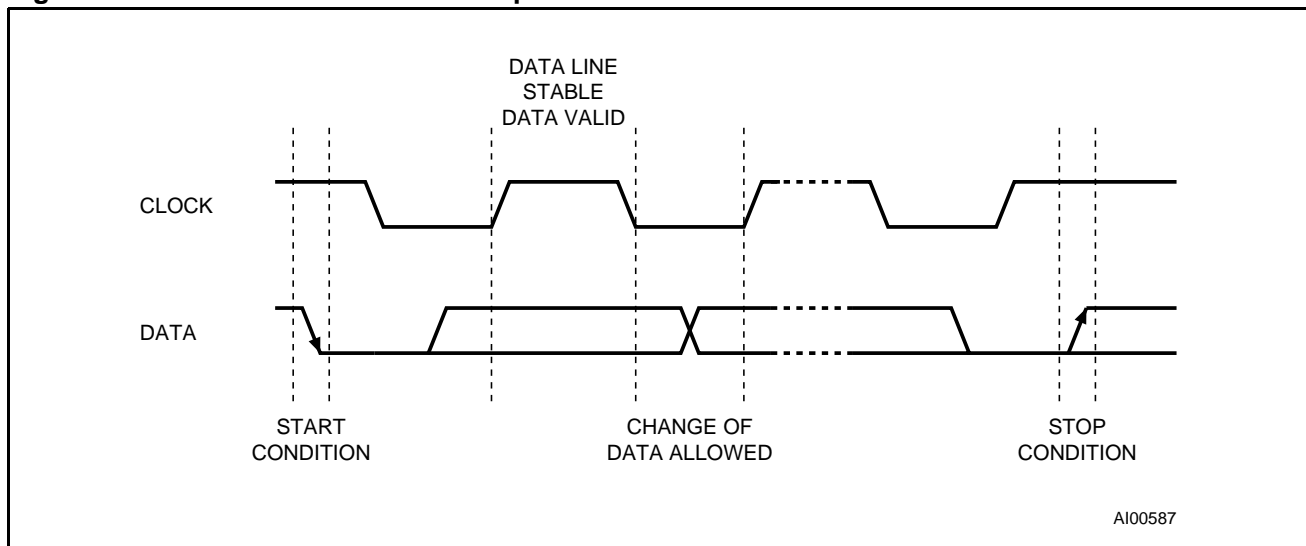 DATA LINE
STABLE
DATA VALID
CLOCK
DATA
START
CONDITION
CHANGE OF
DATA ALLOWED
STOP
CONDITION
AI00587